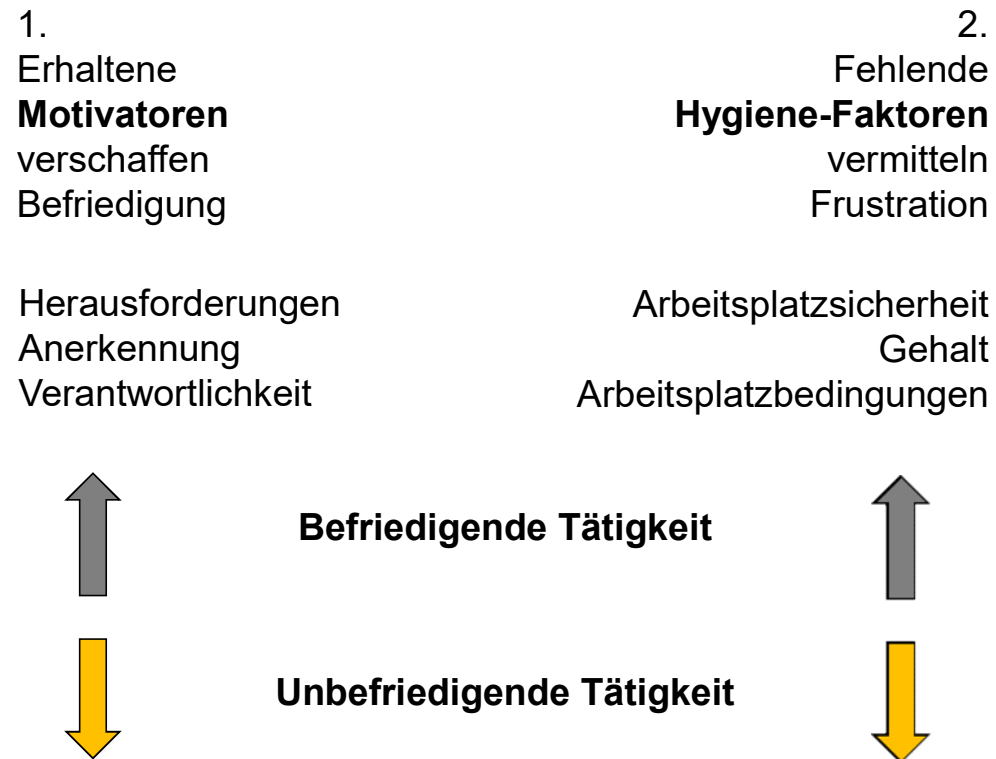 1.
Erhaltene
Motivatoren
verschaffen
Befriedigung
2.
Fehlende
Hygiene-Faktoren
vermitteln
Frustration
Herausforderungen
Anerkennung
Verantwortlichkeit
Arbeitsplatzsicherheit
Gehalt
Arbeitsplatzbedingungen
Befriedigende Tätigkeit
Unbefriedigende Tätigkeit